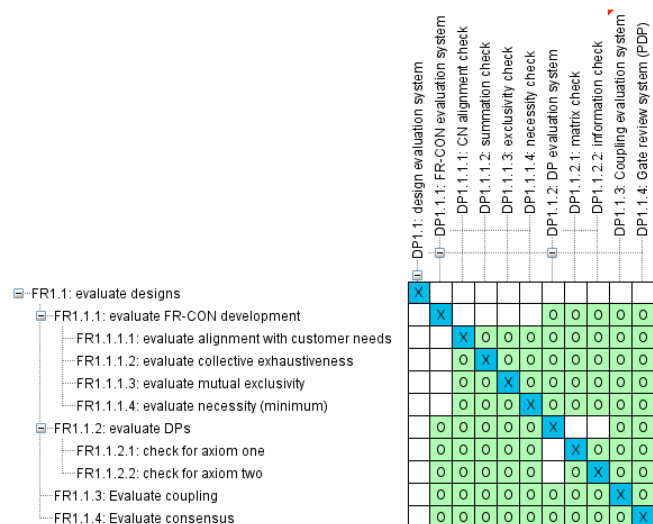 DP1.1: design evaluation system
DP1.1.1: FR-CON evaluation system
DP1.1.1.1: CN alignment check
DP1.1.1.2: summation check
DP1.1.1.3: exclusivity check
DP1.1.1.4: necessity check
DP1.1.2: DP evaluation system
DP1.1.2.1: matrix check
DP1.1.2.2: information check
DP1.1.3: Coupling evaluation system
DP1.1.4: Gate review system (PDP)
FR1.1: evaluate designs X
FR1.1.1: evaluate FR-CON development X O O O O O
FR1.1.1.1: evaluate alignment with customer needs X O O O O O O O O
FR1.1.1.2: evaluate collective exhaustiveness O X O O O O O O O
FR1.1.1.3: evaluate mutual exclusivity O O X O O O O O O
FR1.1.1.4: evaluate necessity (minimum) O O O X O O O O O
FR1.1.2: evaluate DPs O O O O O X O O
FR1.1.2.1: check for axiom one O O O O O X O O O
FR1.1.2.2: check for axiom two O O O O O O X O O
FR1.1.3: Evaluate coupling O O O O O O O O X O
FR1.1.4: Evaluate consensus O O O O O O O O O X